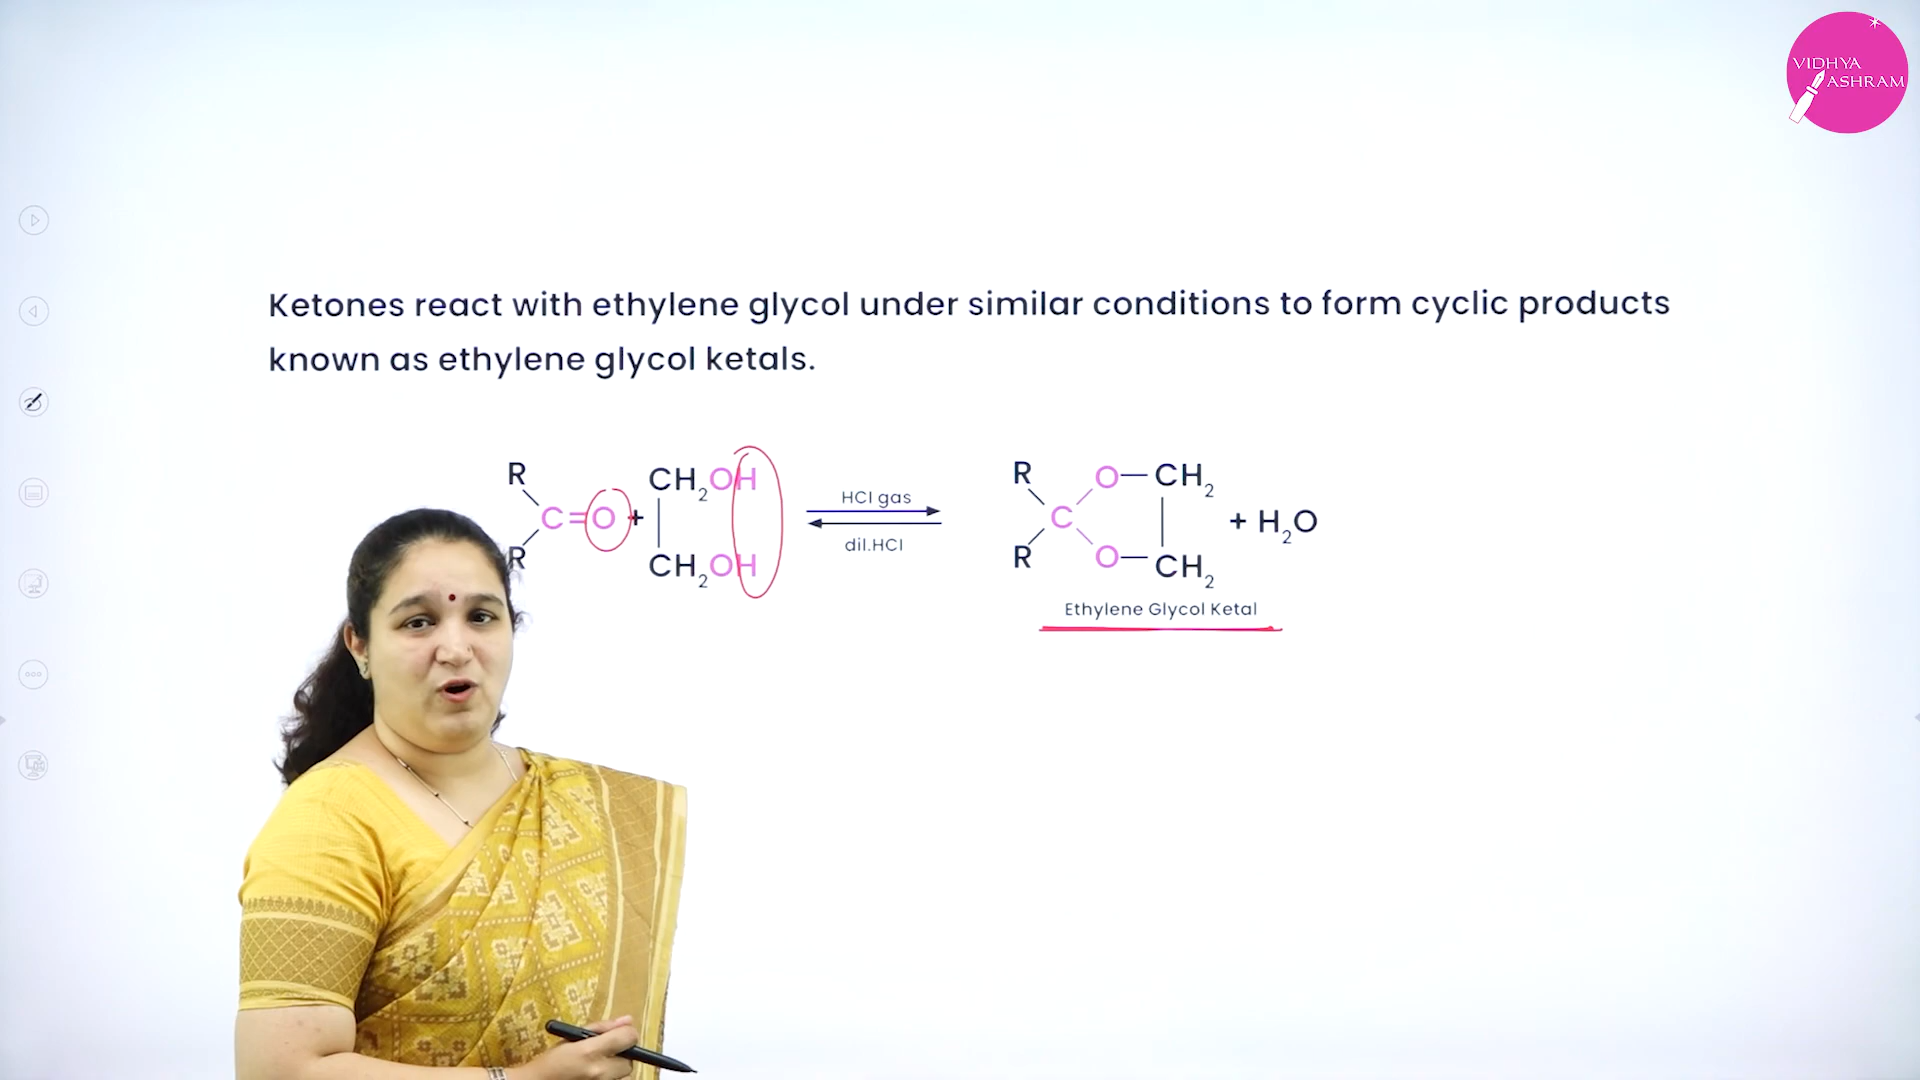 VIDHYA
ASHRAM
Ketones react with ethylene glycol under similar conditions to form cyclic products
known as ethylene glycol ketals.
R
R
C=O + CH₂OH
CH₂OH
HCl gas
dil.HCl
R
R
C
O—CH₂
O—CH₂
+ H₂O
Ethylene Glycol Ketal